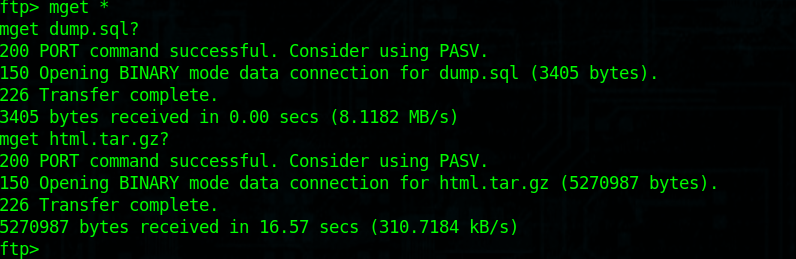 ftp> mget *
mget dump.sql?
200 PORT command successful. Consider using PASV.
150 Opening BINARY mode data connection for dump.sql (3405 bytes).
226 Transfer complete.
3405 bytes received in 0.00 secs (8.1182 MB/s)
mget html.tar.gz?
200 PORT command successful. Consider using PASV.
150 Opening BINARY mode data connection for html.tar.gz (5270987 bytes).
226 Transfer complete.
5270987 bytes received in 16.57 secs (310.7184 kB/s)
ftp>